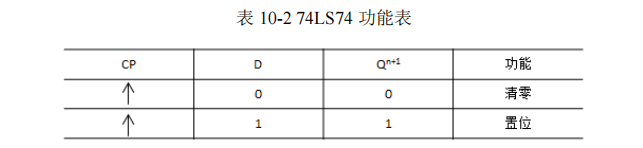 表 10-2 74LS74 功能表
CP D Qⁿ⁺¹ 功能
↑ 0 0 清零
↑ 1 1 置位